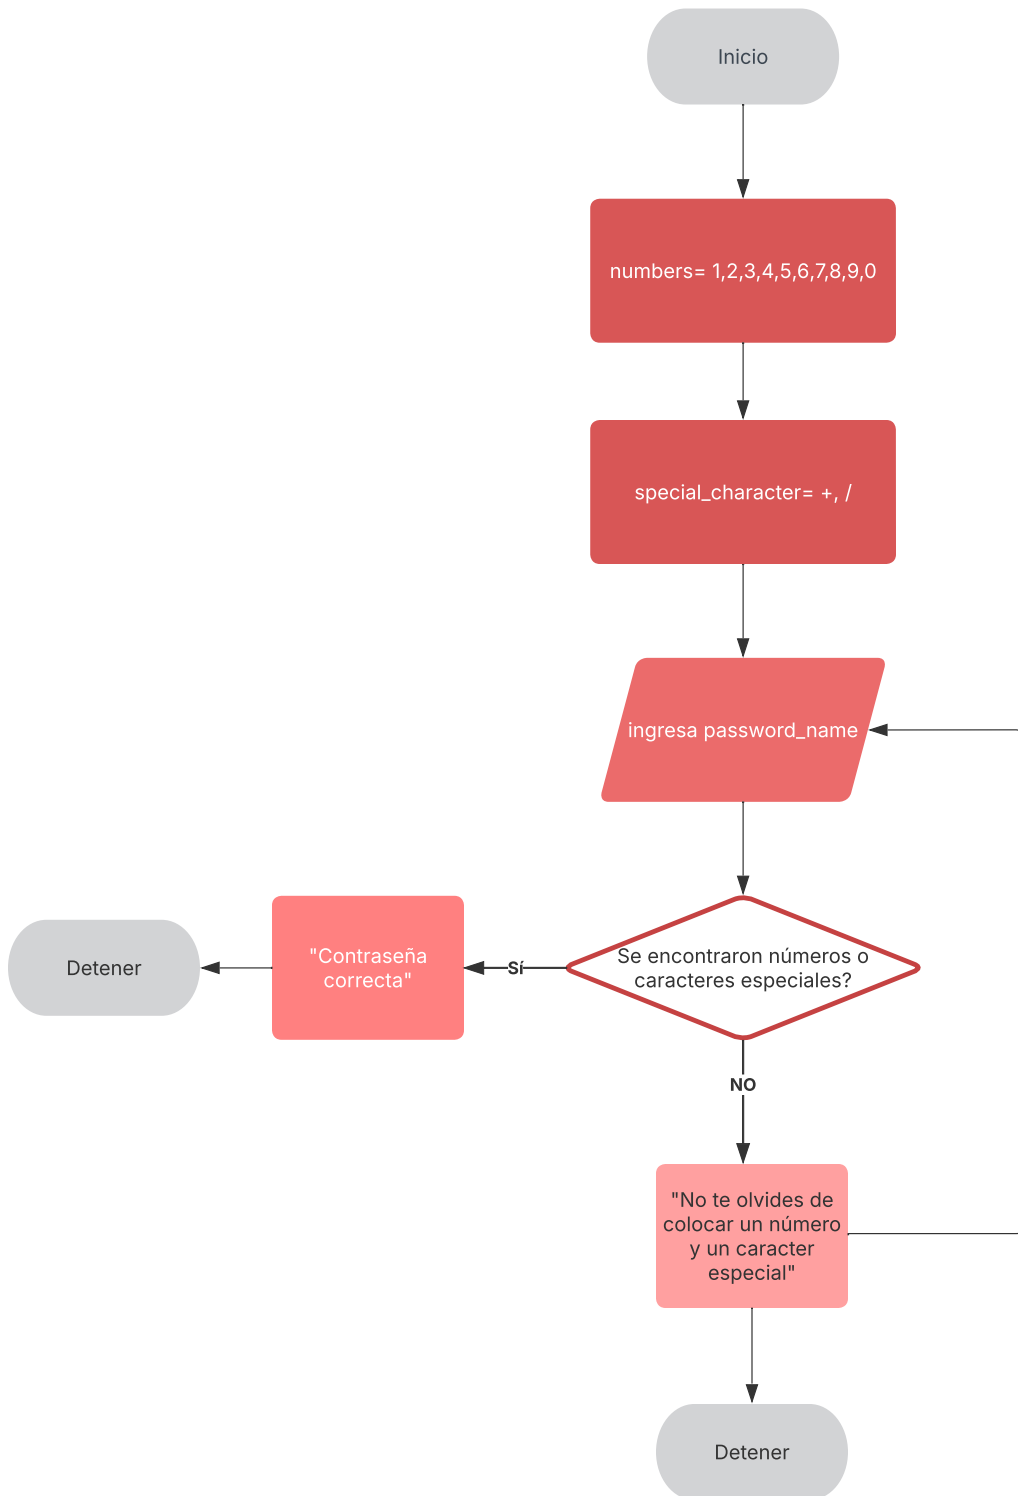 Inicio
numbers= 1,2,3,4,5,6,7,8,9,0
special_character= +, /
ingresa password_name
Se encontraron números o
caracteres especiales?
Sí
"Contraseña
correcta"
Detener
NO
"No te olvides de
colocar un número
y un caracter
especial"
Detener